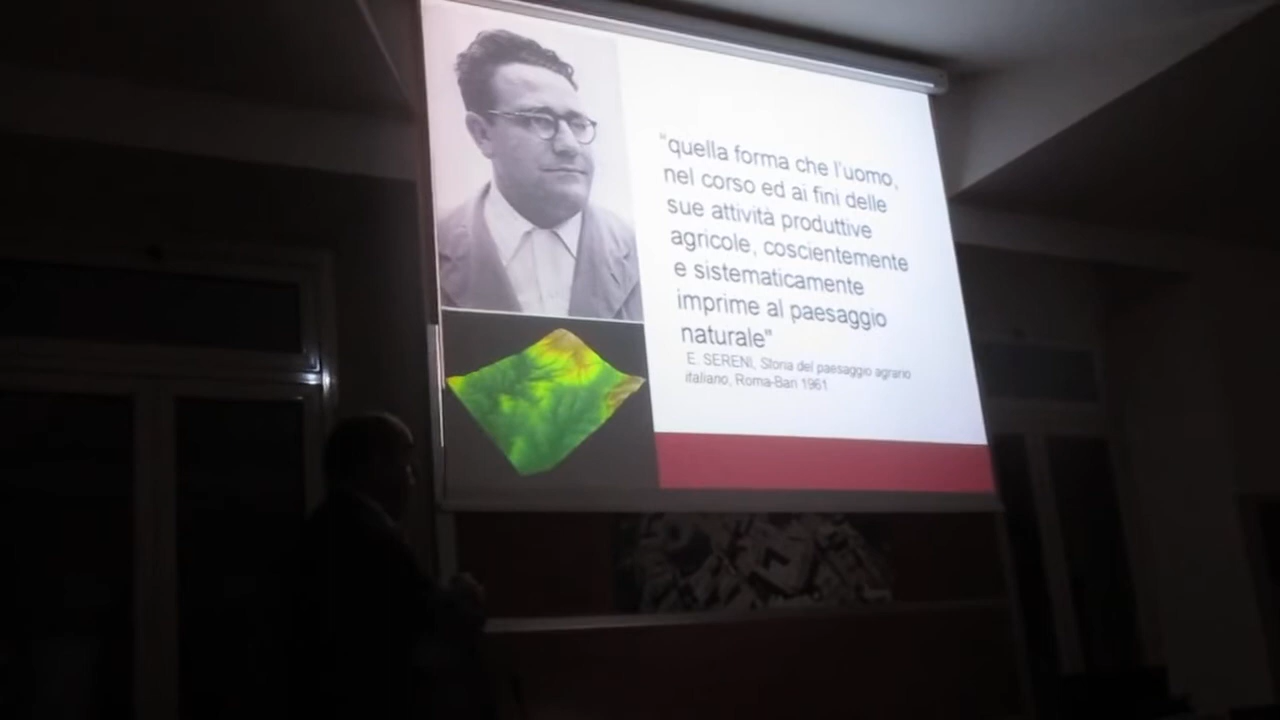 "quella forma che l'uomo,
nel corso ed ai fini delle
sue attività produttive
agricole, coscientemente
e sistematicamente
imprime al paesaggio
naturale"
E. SERENI, Storia del paesaggio agrario
italiano, Roma-Bari 1961